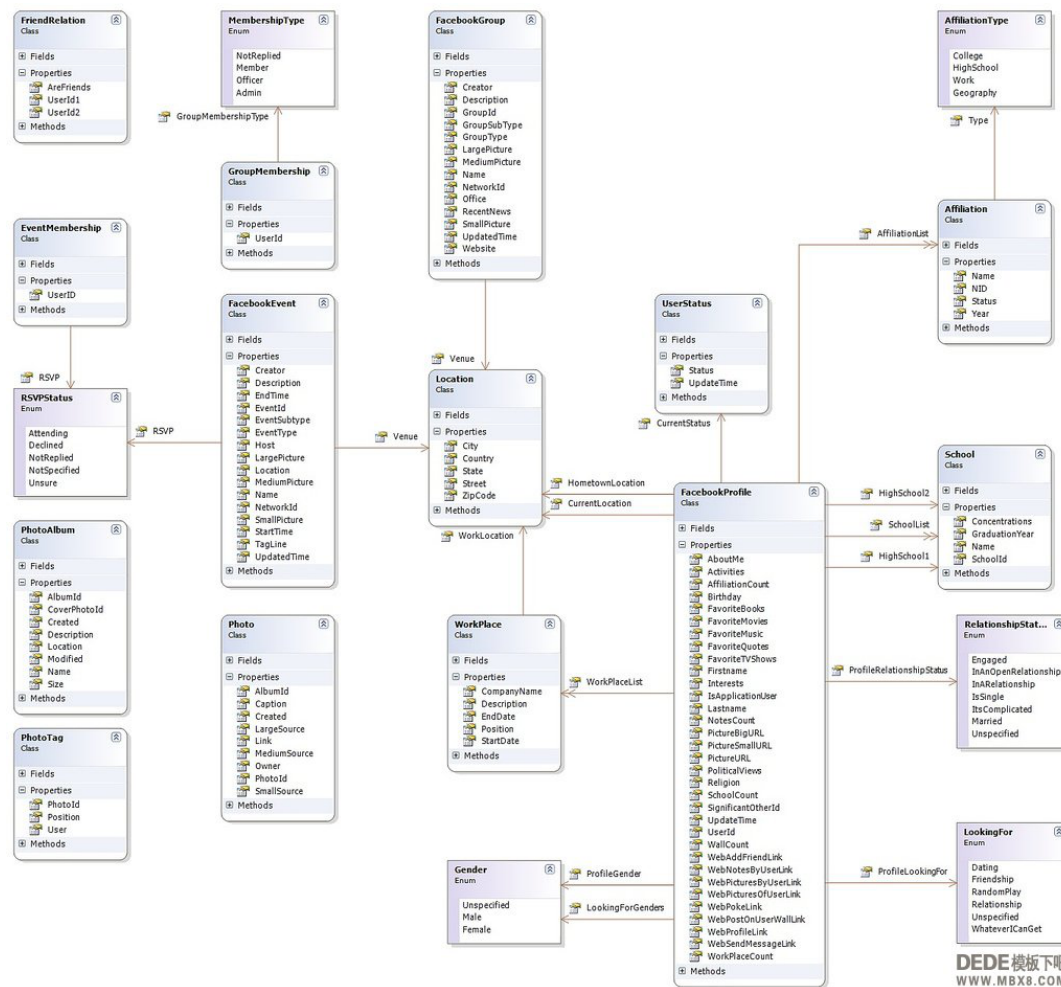 FriendRelation
Class
Fields
Properties
AreFriends
UserId1
UserId2
Methods
MembershipType
Enum
NotReplied
Member
Officer
Admin
GroupMembershipType
GroupMembership
Class
Fields
Properties
UserId
Methods
FacebookGroup
Class
Fields
Properties
Creator
Description
GroupId
GroupSubType
GroupType
LargePicture
MediumPicture
Name
NetworkId
Office
RecentNews
SmallPicture
UpdatedTime
Website
Methods
Venue
AffiliationType
Enum
College
HighSchool
Work
Geography
Type
Affiliation
Class
Fields
Properties
Name
NID
Status
Year
Methods
AffiliationList
EventMembership
Class
Fields
Properties
UserID
Methods
RSVP
RSVPStatus
Enum
Attending
Declined
NotReplied
NotSpecified
Unsure
RSVP
FacebookEvent
Class
Fields
Properties
Creator
Description
EndTime
EventId
EventSubtype
EventType
Host
LargePicture
Location
MediumPicture
Name
NetworkId
SmallPicture
StartTime
TagLine
UpdatedTime
Methods
Venue
Location
Class
Fields
Properties
City
Country
State
Street
ZipCode
Methods
WorkLocation
UserStatus
Class
Fields
Properties
Status
UpdateTime
Methods
CurrentStatus
HometownLocation
CurrentLocation
School
Class
Fields
Properties
Concentrations
GraduationYear
Name
SchoolId
Methods
HighSchool2
SchoolList
HighSchool1
PhotoAlbum
Class
Fields
Properties
AlbumId
CoverPhotoId
Created
Description
Location
Modified
Name
Size
Methods
PhotoTag
Class
Fields
Properties
PhotoId
Position
User
Methods
Photo
Class
Fields
Properties
AlbumId
Caption
Created
LargeSource
Link
MediumSource
Owner
PhotoId
SmallSource
Methods
WorkPlace
Class
Fields
Properties
CompanyName
Description
EndDate
Position
StartDate
Methods
WorkPlaceList
FacebookProfile
Class
Fields
Properties
AboutMe
Activities
AffiliationCount
Birthday
FavoriteBooks
FavoriteMovies
FavoriteMusic
FavoriteQuotes
FavoriteTVShows
Firstname
Interests
IsApplicationUser
Lastname
NotesCount
PictureBigURL
PictureSmallURL
PictureURL
PoliticalViews
Religion
SchoolCount
SignificantOtherId
UpdateTime
UserId
WallCount
WebAddFriendLink
WebNotesByUserLink
WebPicturesByUserLink
WebPicturesOfUserLink
WebPokeLink
WebPostOnUserWallLink
WebProfileLink
WebSendMessageLink
WorkPlaceCount
Methods
ProfileRelationshipStatus
RelationshipStat...
Enum
Engaged
InAnOpenRelationship
InARelationship
IsSingle
ItsComplicated
Married
Unspecified
Gender
Enum
Unspecified
Male
Female
ProfileGender
LookingForGenders
ProfileLookingFor
LookingFor
Enum
Dating
Friendship
RandomPlay
Relationship
Unspecified
WhateverICanGet
DEDE模板下吧
WWW.MBX8.COM